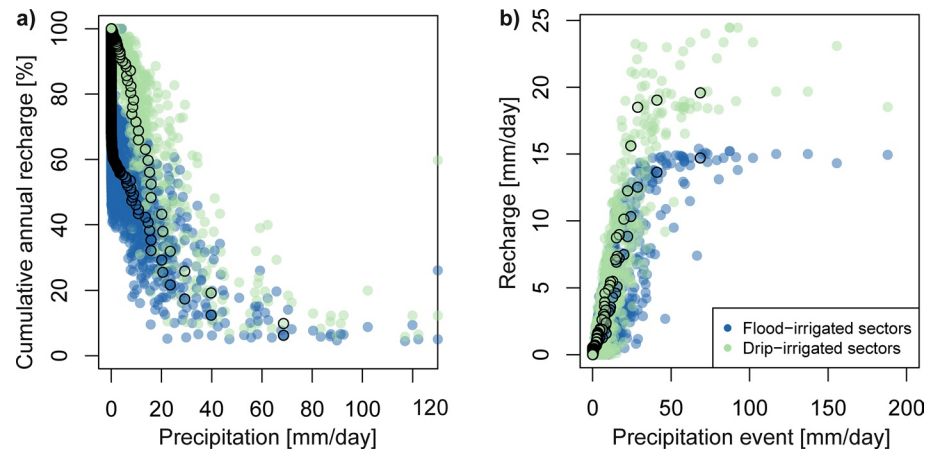 a)
Cumulative annual recharge [%]
100
80
60
40
20
0
0 20 40 60 80 100 120
Precipitation [mm/day]
b)
Recharge [mm/day]
25
20
15
10
5
0
0 50 100 150 200
Precipitation event [mm/day]
Flood−irrigated sectors
Drip−irrigated sectors